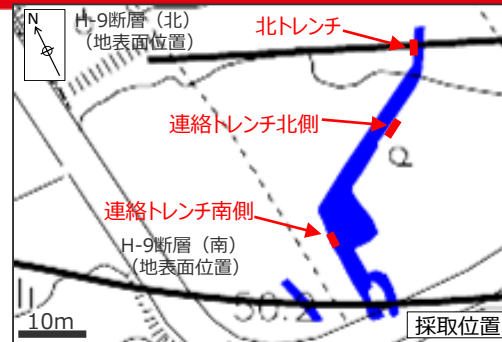 N
H-9断層（北）
（地表面位置）
北トレンチ
連絡トレンチ北側
連絡トレンチ南側
H-9断層（南）
（地表面位置）
50.2
10m
採取位置